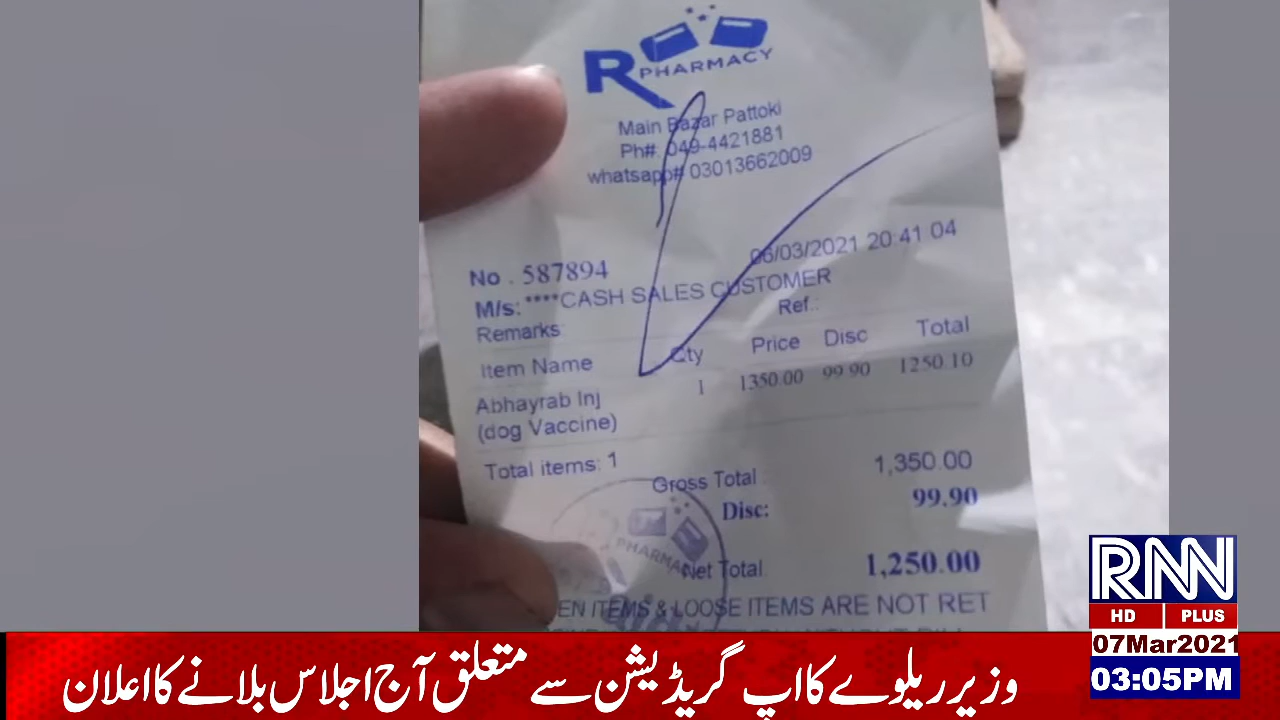 R PHARMACY
Main Bazar Pattoki
Ph#: 049-4421881
whatsapp# 03013662009
06/03/2021 20:41 04
No . 587894
M/s: ****CASH SALES CUSTOMER
Remarks: Ref.:
Item Name Qty Price Disc Total
Abhayrab Inj 1 1350.00 99.90 1250.10
(dog Vaccine)
Total items: 1
Gross Total 1,350.00
Disc: 99.90
PHARMAC
Net Total 1,250.00
EN ITEMS & LOOSE ITEMS ARE NOT RET
RNN
HD PLUS
07Mar2021
03:05PM
وزیر ریلوے کا اپ گریڈیشن سے متعلق آج اجلاس بلانے کا اعلان